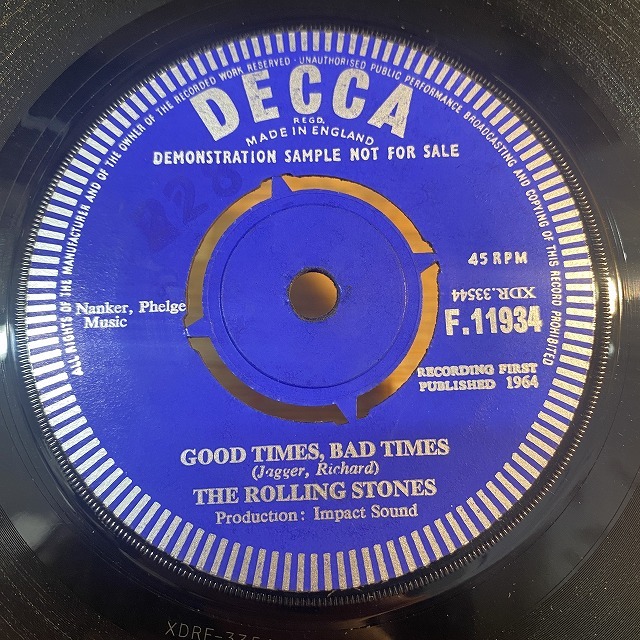 ALL RIGHTS OF THE MANUFACTURER AND OF THE OWNER OF THE RECORDED WORK RESERVED · UNAUTHORISED PUBLIC PERFORMANCE BROADCASTING AND COPYING OF THIS RECORD PROHIBITED
DECCA
REGD.
MADE IN ENGLAND
DEMONSTRATION SAMPLE NOT FOR SALE
28
45 RPM
XDR.33544
F.11934
Nanker, Phelge
Music
RECORDING FIRST
PUBLISHED 1964
GOOD TIMES, BAD TIMES
(Jagger, Richard)
THE ROLLING STONES
Production: Impact Sound